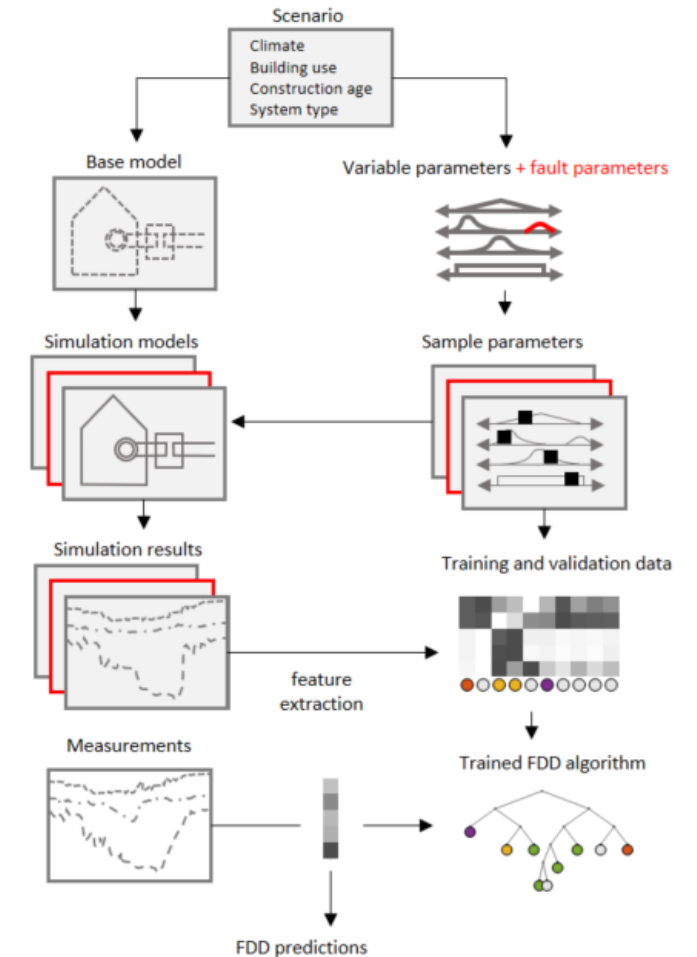 Scenario
Climate
Building use
Construction age
System type
Base model
Variable parameters + fault parameters
Simulation models
Sample parameters
Simulation results
Training and validation data
feature
extraction
Measurements
Trained FDD algorithm
FDD predictions